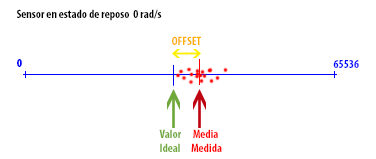 Sensor en estado de reposo 0 rad/s
OFFSET
0
65536
Valor
Ideal
Media
Medida